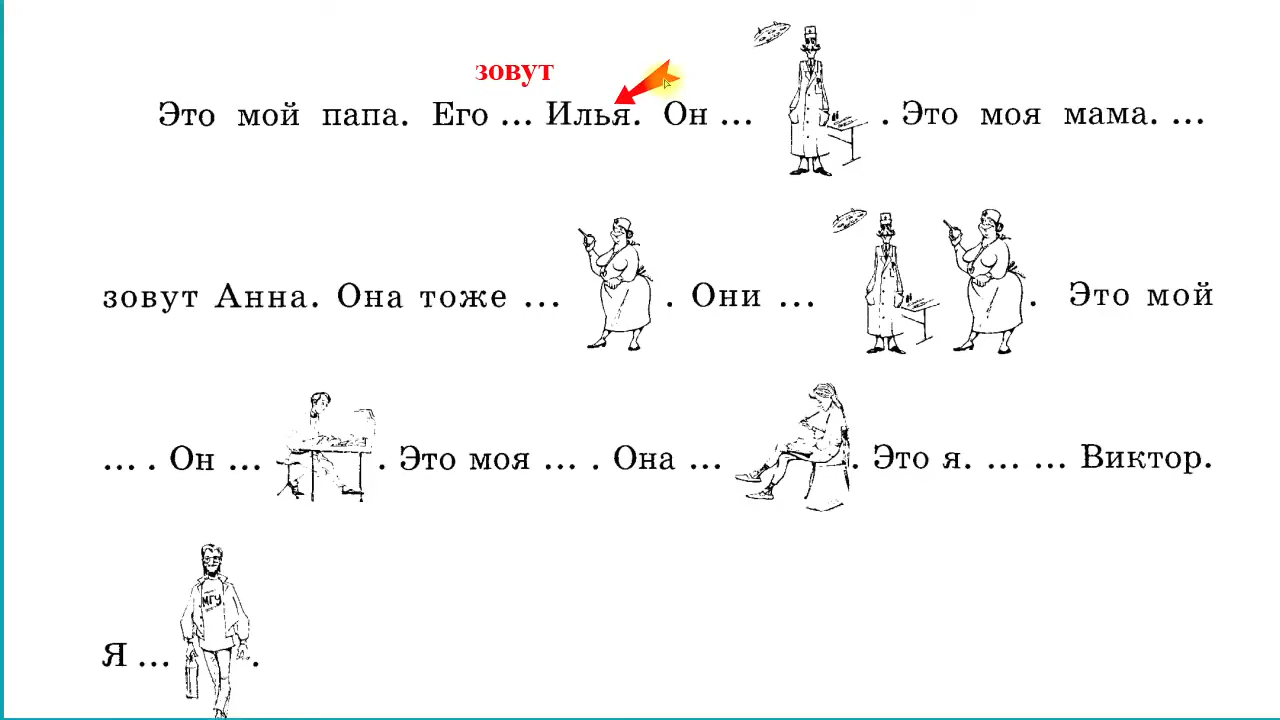 зовут
Это мой папа. Его ... Илья. Он ... . Это моя мама. ...
зовут Анна. Она тоже ... . Они ... . Это мой
... . Он ... . Это моя ... . Она ... . Это я. ... ... Виктор.
МГУ
Я ... .